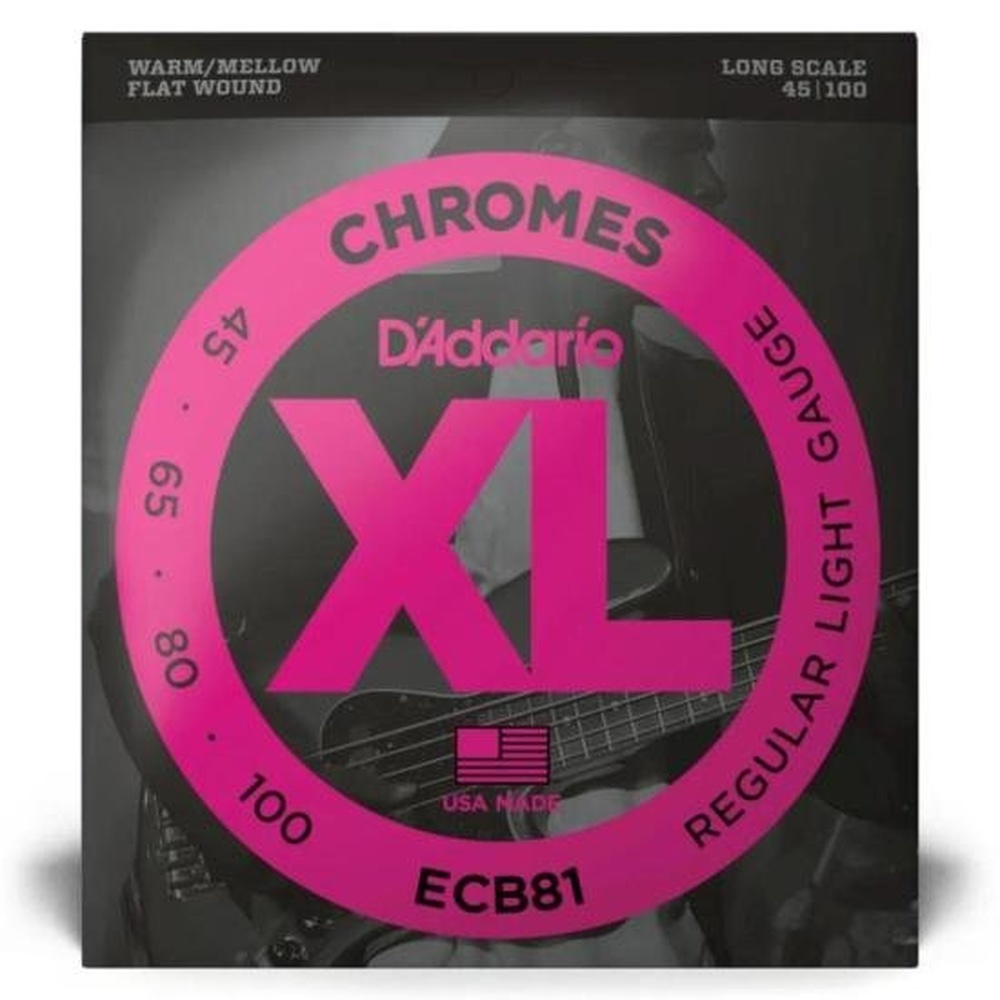 WARM/MELLOW
FLAT WOUND
LONG SCALE
45|100
CHROMES
D'Addario
XL
USA MADE
45 · 65 · 80 · 100
REGULAR LIGHT GAUGE
ECB81